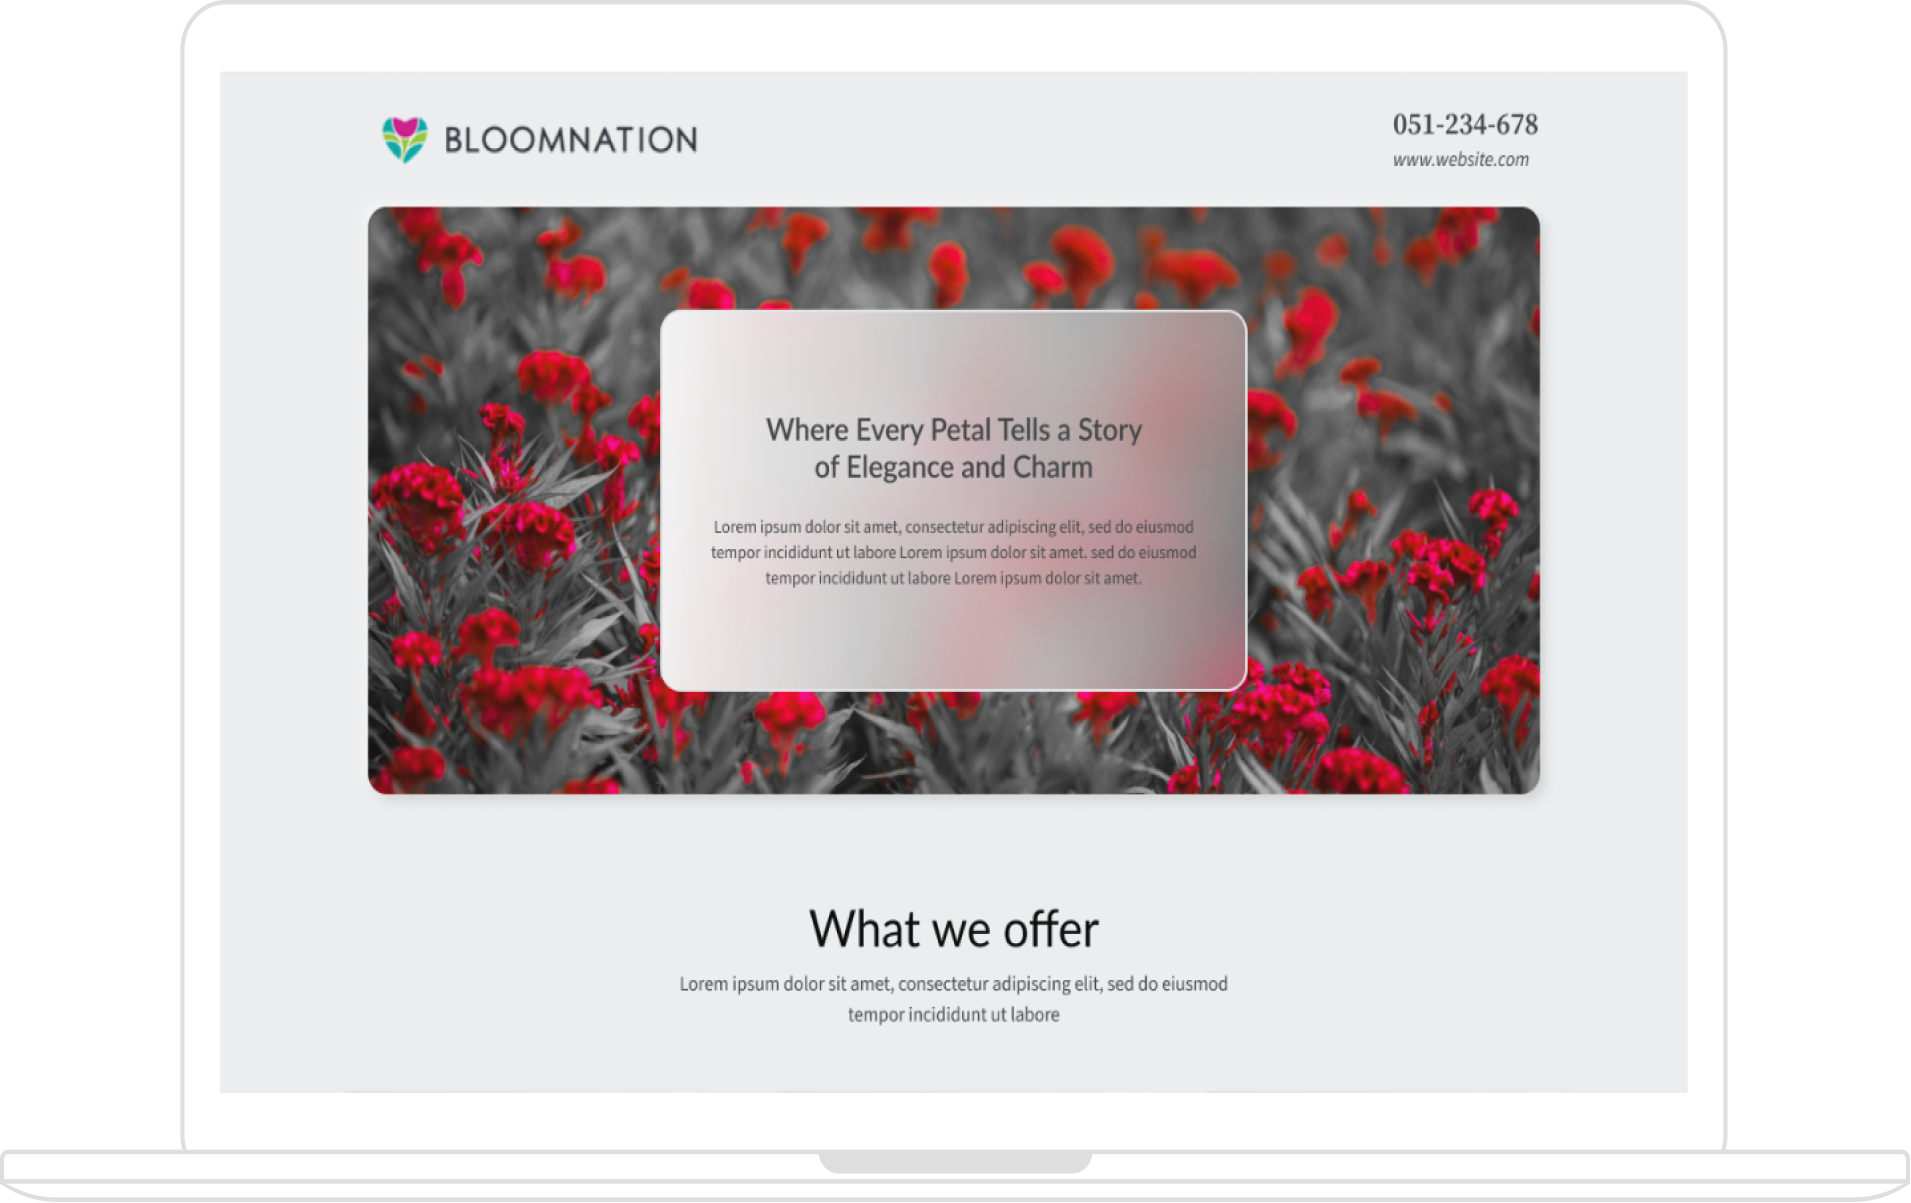 BLOOMNATION
051-234-678
www.website.com
Where Every Petal Tells a Story
of Elegance and Charm
Lorem ipsum dolor sit amet, consectetur adipiscing elit, sed do eiusmod
tempor incididunt ut labore Lorem ipsum dolor sit amet. sed do eiusmod
tempor incididunt ut labore Lorem ipsum dolor sit amet.
What we offer
Lorem ipsum dolor sit amet, consectetur adipiscing elit, sed do eiusmod
tempor incididunt ut labore